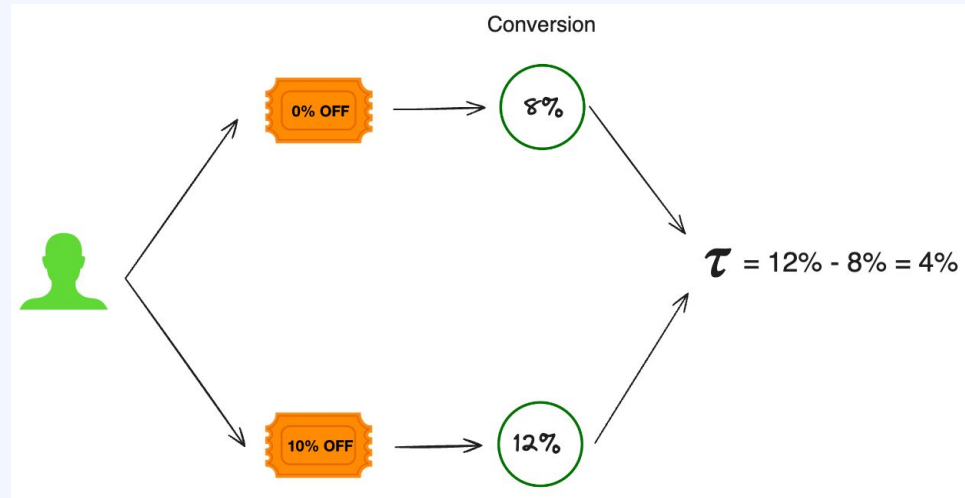 Conversion
0% OFF
8%
τ = 12% - 8% = 4%
10% OFF
12%